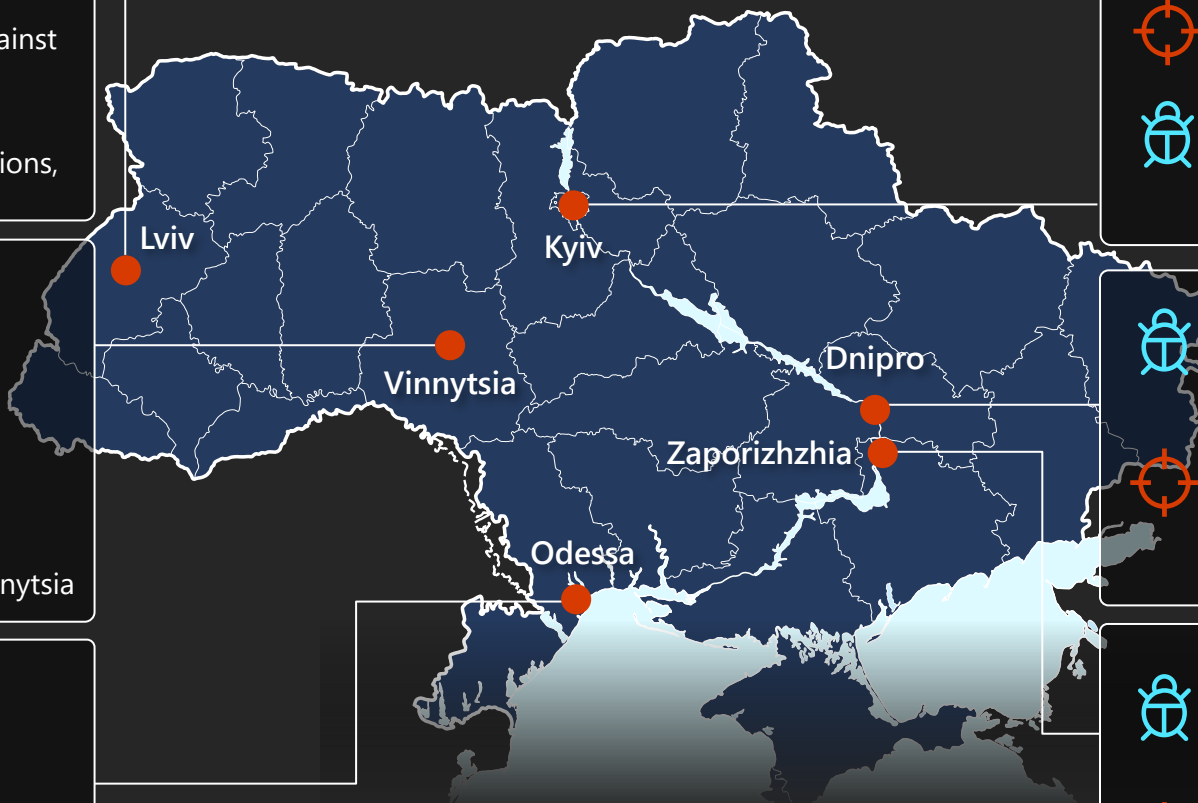 ainst
ions,
Lviv
Kyiv
Dnipro
Vinnytsia
Zaporizhzhia
Odessa
nytsia